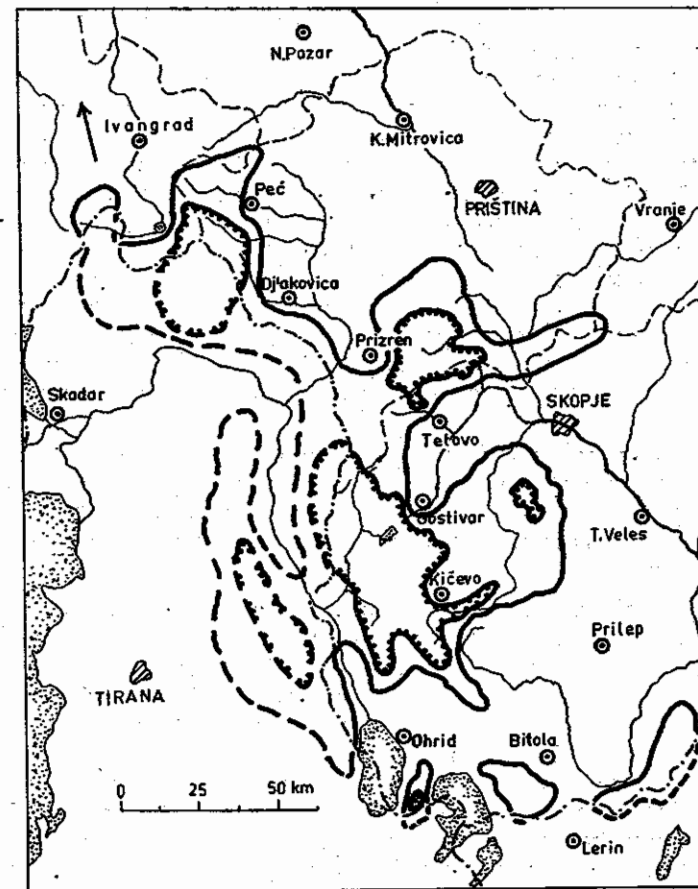 N.Pazar
Ivangrad
K.Mitrovica
Peć
PRIŠTINA
Vranje
Djakovica
Prizren
Skadar
SKOPJE
Tetovo
Gostivar
T.Veles
Kičevo
Prilep
TIRANA
Ohrid
Bitola
0 25 50 km
Lerin